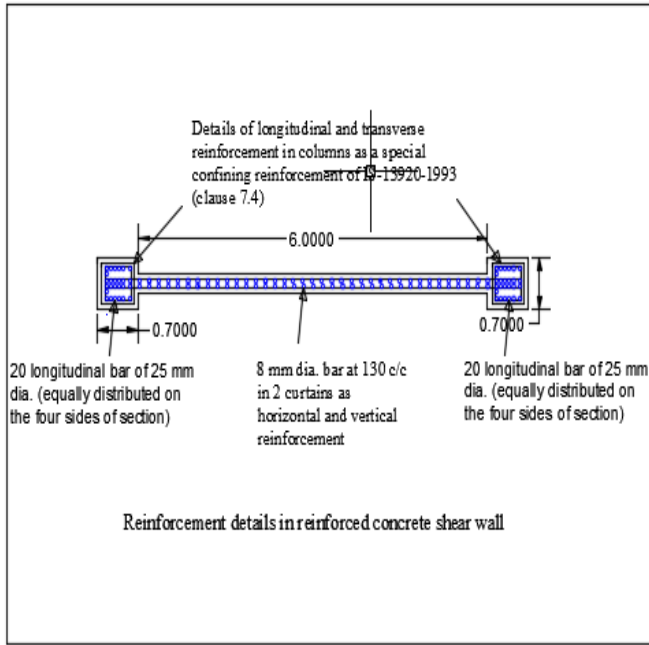 Details of longitudinal and transverse
reinforcement in columns as a special
confining reinforcement of IS-13920-1993
(clause 7.4)
6.0000
0.7000
0.7000
20 longitudinal bar of 25 mm
dia. (equally distributed on
the four sides of section)
8 mm dia. bar at 130 c/c
in 2 curtains as
horizontal and vertical
reinforcement
20 longitudinal bar of 25 mm
dia. (equally distributed on
the four sides of section)
Reinforcement details in reinforced concrete shear wall